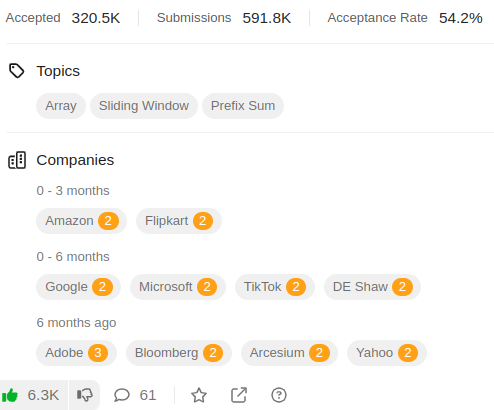 Accepted 320.5K Submissions 591.8K Acceptance Rate 54.2%
Topics
Array Sliding Window Prefix Sum
Companies
0 - 3 months
Amazon 2 Flipkart 2
0 - 6 months
Google 2 Microsoft 2 TikTok 2 DE Shaw 2
6 months ago
Adobe 3 Bloomberg 2 Arcesium 2 Yahoo 2
6.3K 61 ?